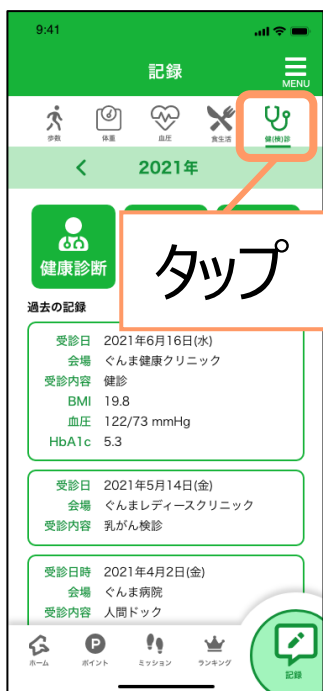 9:41
記録
MENU
歩数
体重
血圧
食生活
健(検)診
2021年
健康診断
タップ
過去の記録
受診日 2021年6月16日(水)
会場 ぐんま健康クリニック
受診内容 健診
BMI 19.8
血圧 122/73 mmHg
HbA1c 5.3
受診日 2021年5月14日(金)
会場 ぐんまレディースクリニック
受診内容 乳がん検診
受診日時 2021年4月2日(金)
会場 ぐんま病院
受診内容 人間ドック
ホーム
P
ポイント
ミッション
ランキング
記録